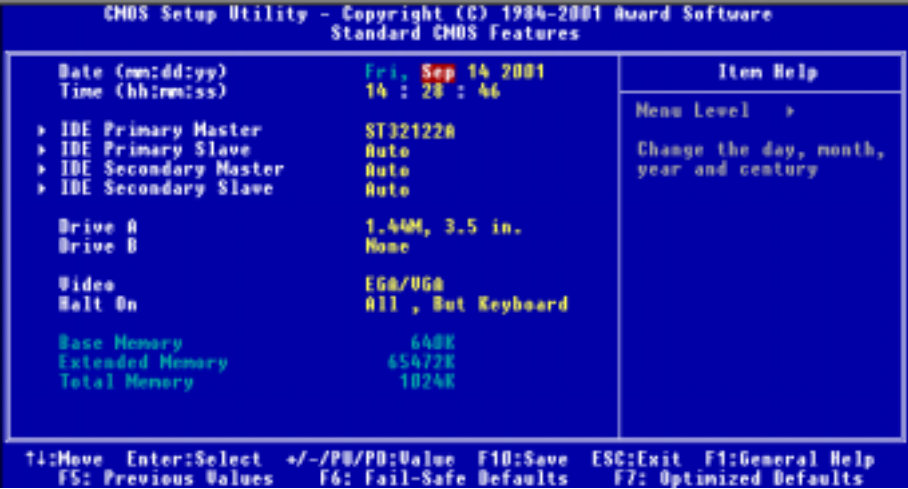 CMOS Setup Utility - Copyright (C) 1984-2001 Award Software
Standard CMOS Features
Date (mm:dd:yy) Fri, Sep 14 2001
Time (hh:mm:ss) 14 : 28 : 46
▸ IDE Primary Master ST32122A
▸ IDE Primary Slave Auto
▸ IDE Secondary Master Auto
▸ IDE Secondary Slave Auto
Drive A 1.44M, 3.5 in.
Drive B None
Video EGA/VGA
Halt On All , But Keyboard
Base Memory 640K
Extended Memory 65472K
Total Memory 1024K
Item Help
Menu Level ▸
Change the day, month,
year and century
↑↓:Move Enter:Select +/-/PU/PD:Value F10:Save ESC:Exit F1:General Help
F5: Previous Values F6: Fail-Safe Defaults F7: Optimized Defaults